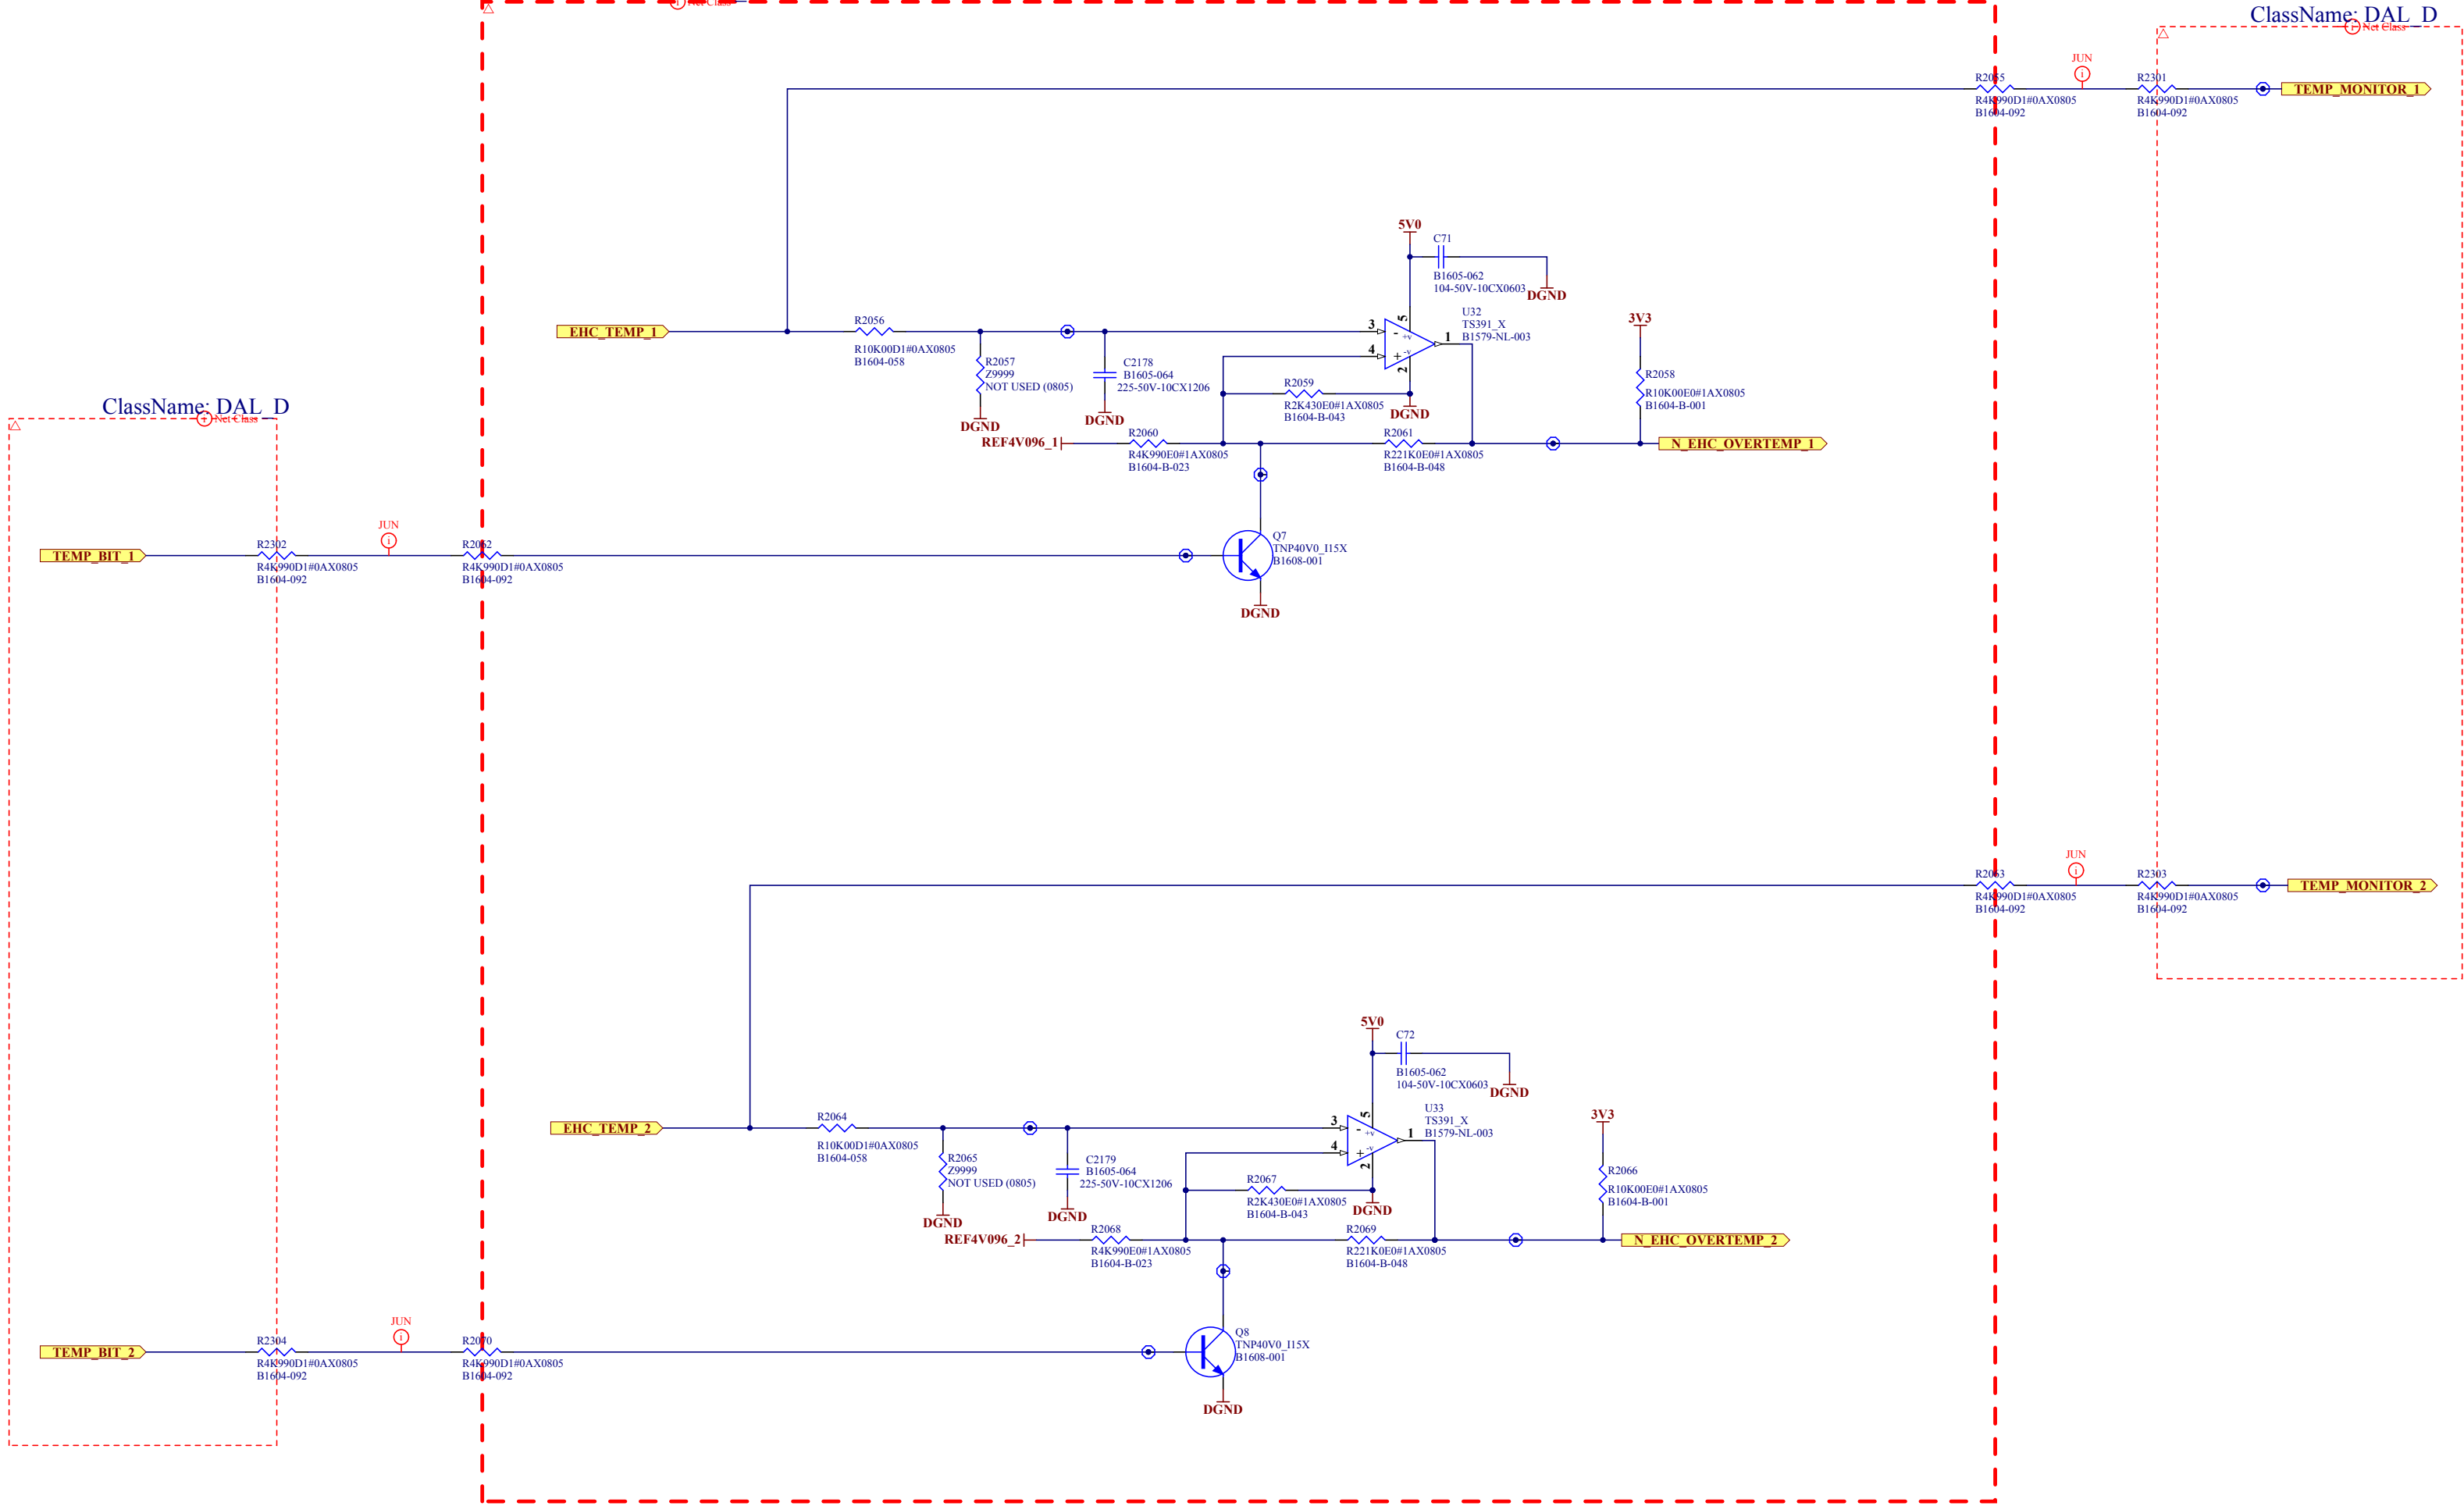 Net Class
ClassName: DAL_D
Net Class
JUN
i
R2055
R4K990D1#0AX0805
B1604-092
R2301
R4K990D1#0AX0805
B1604-092
TEMP_MONITOR_1
5V0
C71
B1605-062
104-50V-10CX0603
DGND
U32
TS391_X
B1579-NL-003
EHC_TEMP_1
R2056
R10K00D1#0AX0805
B1604-058
R2057
Z9999
NOT USED (0805)
DGND
C2178
B1605-064
225-50V-10CX1206
DGND
3
4
5
2
1
-
+
+v
-v
R2059
R2K430E0#1AX0805
B1604-B-043
DGND
3V3
R2058
R10K00E0#1AX0805
B1604-B-001
REF4V096_1
R2060
R4K990E0#1AX0805
B1604-B-023
R2061
R221K0E0#1AX0805
B1604-B-048
N_EHC_OVERTEMP_1
ClassName: DAL_D
Net Class
TEMP_BIT_1
R2302
R4K990D1#0AX0805
B1604-092
JUN
i
R2062
R4K990D1#0AX0805
B1604-092
Q7
TNP40V0_I15X
B1608-001
DGND
R2063
R4K990D1#0AX0805
B1604-092
JUN
i
R2303
R4K990D1#0AX0805
B1604-092
TEMP_MONITOR_2
5V0
C72
B1605-062
104-50V-10CX0603
DGND
U33
TS391_X
B1579-NL-003
EHC_TEMP_2
R2064
R10K00D1#0AX0805
B1604-058
R2065
Z9999
NOT USED (0805)
DGND
C2179
B1605-064
225-50V-10CX1206
DGND
3
4
5
2
1
-
+
+v
-v
R2067
R2K430E0#1AX0805
B1604-B-043
DGND
3V3
R2066
R10K00E0#1AX0805
B1604-B-001
REF4V096_2
R2068
R4K990E0#1AX0805
B1604-B-023
R2069
R221K0E0#1AX0805
B1604-B-048
N_EHC_OVERTEMP_2
TEMP_BIT_2
R2304
R4K990D1#0AX0805
B1604-092
JUN
i
R2070
R4K990D1#0AX0805
B1604-092
Q8
TNP40V0_I15X
B1608-001
DGND